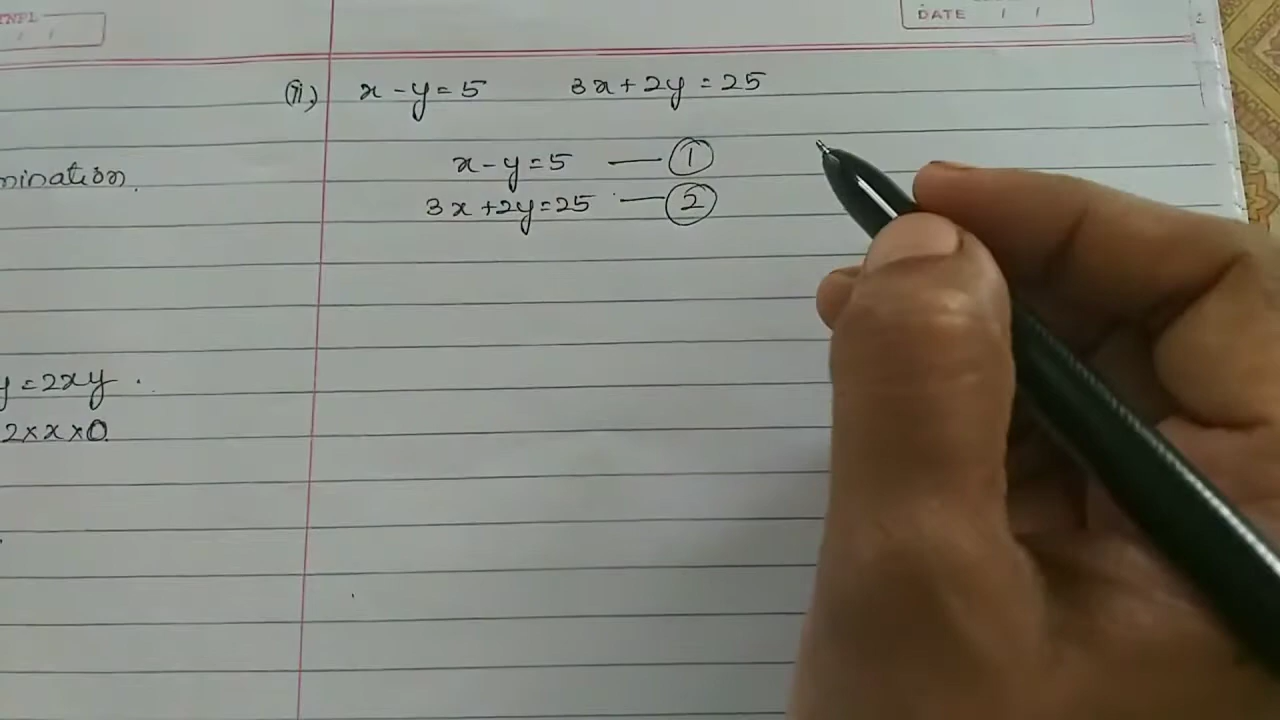 DATE / /
(ii) x - y = 5 3x + 2y = 25
x - y = 5 — ①
mination.
3x + 2y = 25 — ②
y = 2xy .
2 × x × 0